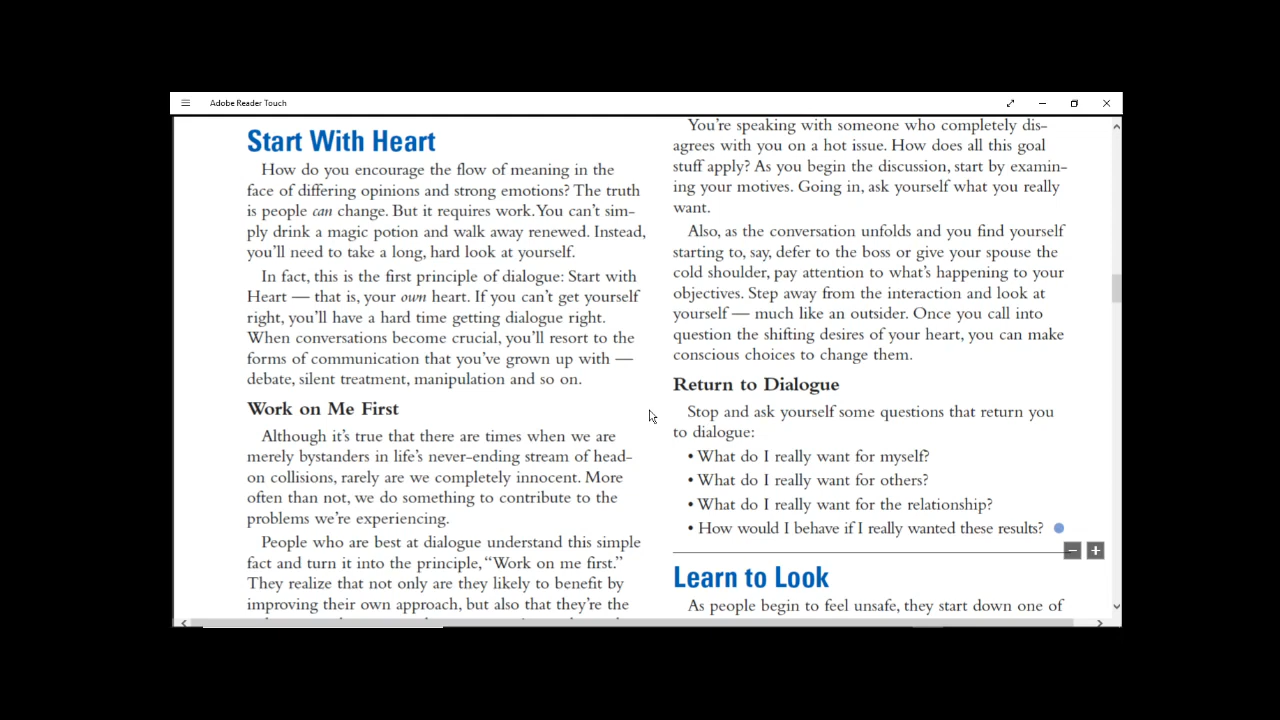 Adobe Reader Touch
Start With Heart
How do you encourage the flow of meaning in the
face of differing opinions and strong emotions? The truth
is people can change. But it requires work. You can't sim-
ply drink a magic potion and walk away renewed. Instead,
you'll need to take a long, hard look at yourself.
In fact, this is the first principle of dialogue: Start with
Heart — that is, your own heart. If you can't get yourself
right, you'll have a hard time getting dialogue right.
When conversations become crucial, you'll resort to the
forms of communication that you've grown up with —
debate, silent treatment, manipulation and so on.
Work on Me First
Although it's true that there are times when we are
merely bystanders in life's never-ending stream of head-
on collisions, rarely are we completely innocent. More
often than not, we do something to contribute to the
problems we're experiencing.
People who are best at dialogue understand this simple
fact and turn it into the principle, "Work on me first."
They realize that not only are they likely to benefit by
improving their own approach, but also that they're the
You're speaking with someone who completely dis-
agrees with you on a hot issue. How does all this goal
stuff apply? As you begin the discussion, start by examin-
ing your motives. Going in, ask yourself what you really
want.
Also, as the conversation unfolds and you find yourself
starting to, say, defer to the boss or give your spouse the
cold shoulder, pay attention to what's happening to your
objectives. Step away from the interaction and look at
yourself — much like an outsider. Once you call into
question the shifting desires of your heart, you can make
conscious choices to change them.
Return to Dialogue
Stop and ask yourself some questions that return you
to dialogue:
• What do I really want for myself?
• What do I really want for others?
• What do I really want for the relationship?
• How would I behave if I really wanted these results?
Learn to Look
As people begin to feel unsafe, they start down one of